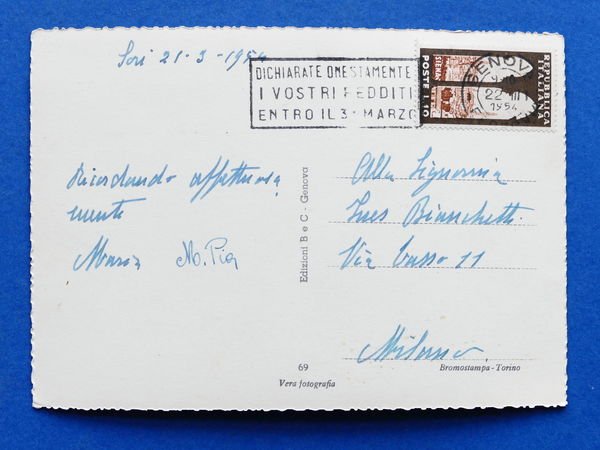 Sori 21-3-1954
DICHIARATE ONESTAMENTE
I VOSTRI REDDITI
ENTRO IL 31 MARZO
REPUBBLICA
ITALIANA
SIENA
POSTE L. 10
GENOVA
22 III
1954
Ricordando affettuosa
mente
Maria M. Pia
Edizioni B e C - Genova
Alla Signorina
Ines Bianchetti
Via Tasso 11
Milano
69
Vera fotografia
Bromostampa - Torino